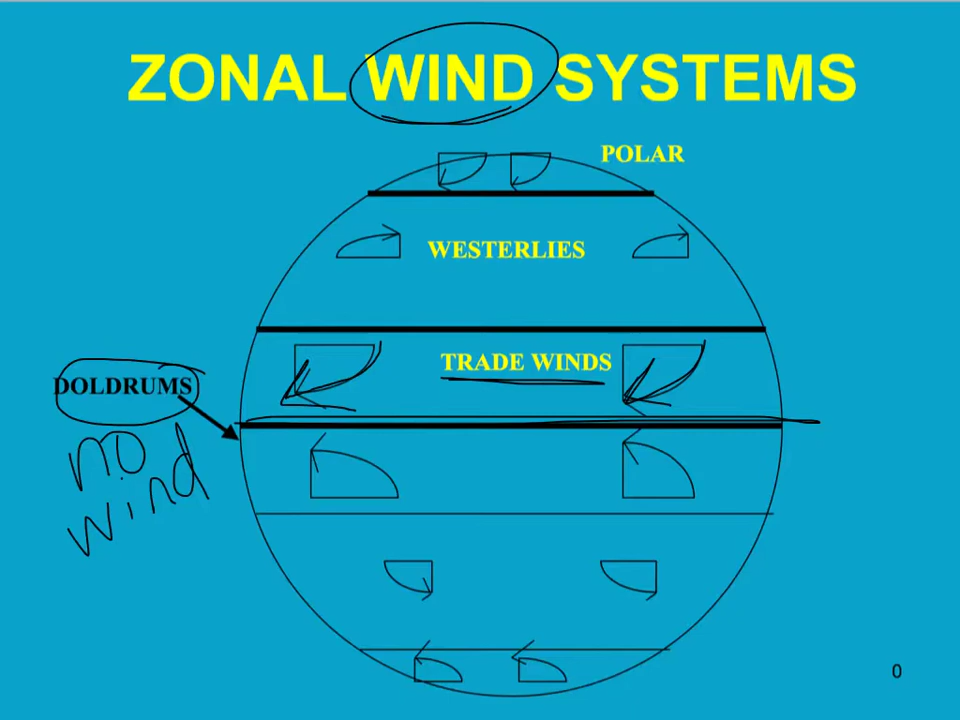 ZONAL WIND SYSTEMS
POLAR
WESTERLIES
TRADE WINDS
DOLDRUMS
no
wind
0